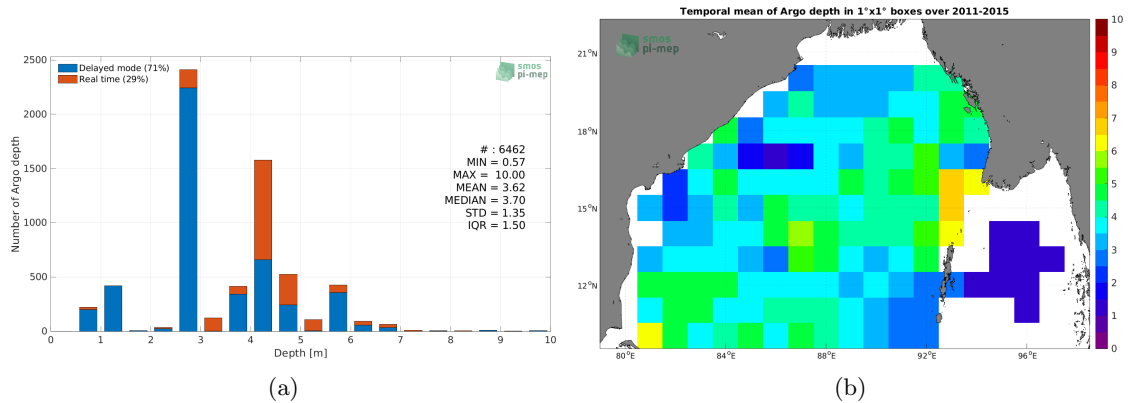 Delayed mode (71%)
Real time (29%)
smos
pi-mep
# : 6462
MIN = 0.57
MAX = 10.00
MEAN = 3.62
MEDIAN = 3.70
STD = 1.35
IQR = 1.50
Number of Argo depth
2500
2000
1500
1000
500
0
0 1 2 3 4 5 6 7 8 9 10
Depth [m]
(a)
Temporal mean of Argo depth in 1°x1° boxes over 2011-2015
smos
pi-mep
21°N
18°N
15°N
12°N
80°E 84°E 88°E 92°E 96°E
10
9
8
7
6
5
4
3
2
1
0
(b)